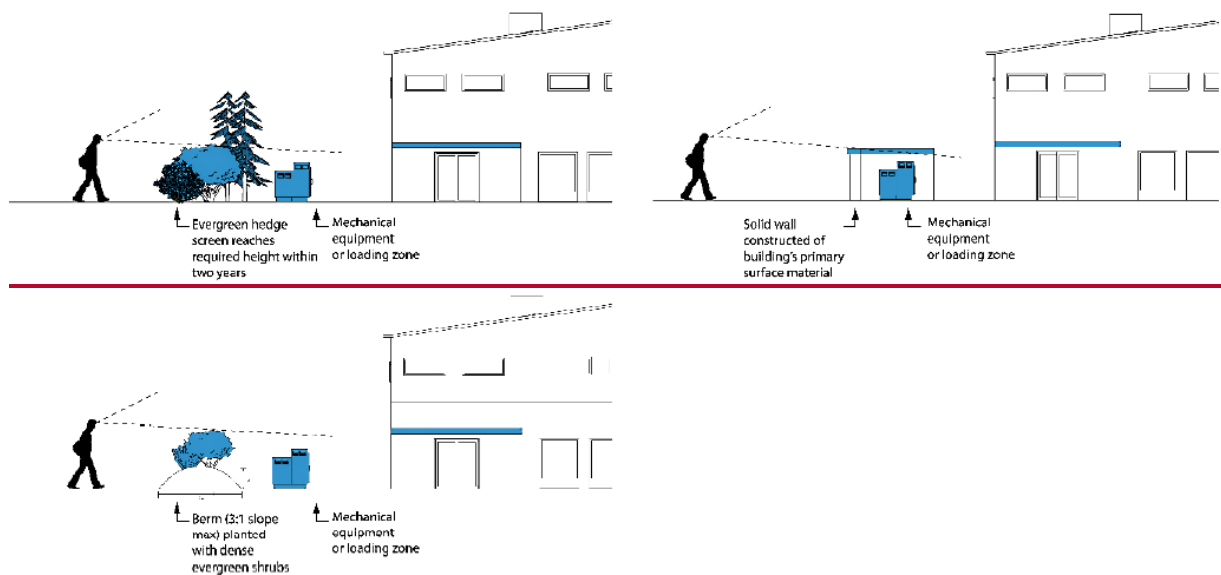 Evergreen hedge
screen reaches
required height within
two years
Mechanical
equipment
or loading zone
Solid wall
constructed of
building's primary
surface material
Mechanical
equipment
or loading zone
Berm (3:1 slope
max) planted
with dense
evergreen shrubs
Mechanical
equipment
or loading zone